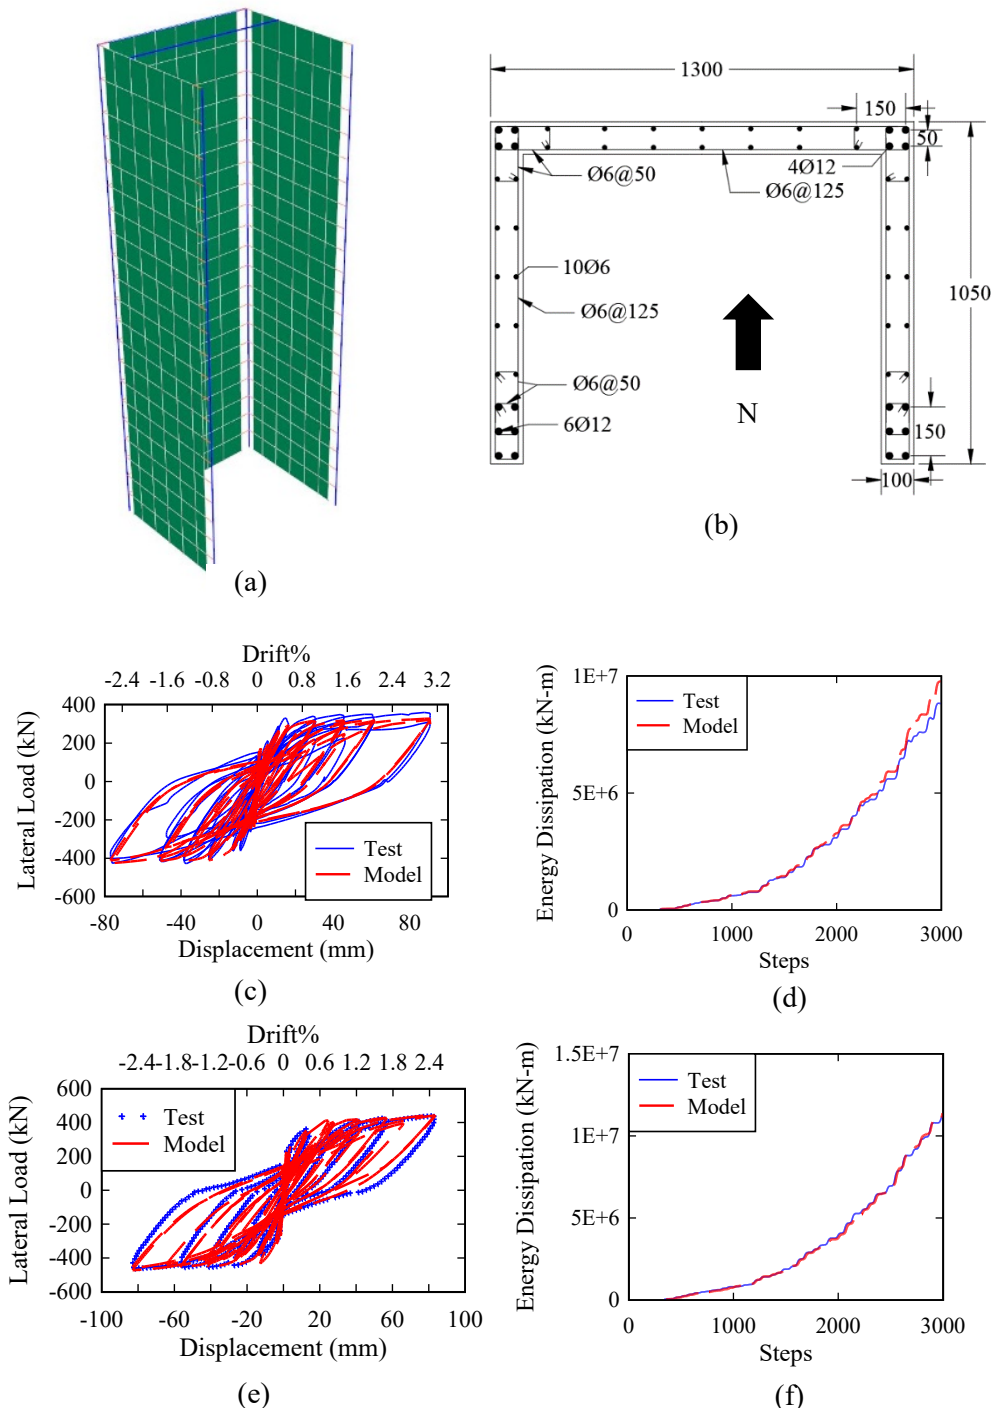 1300
150
50
4Ø12
Ø6@50
Ø6@125
10Ø6
1050
Ø6@125
Ø6@50
6Ø12
N
150
100
(a)
(b)
Drift%
-2.4 -1.6 -0.8 0 0.8 1.6 2.4 3.2
400
200
0
-200
-400
-600
Lateral Load (kN)
Test
Model
-80 -40 0 40 80
Displacement (mm)
(c)
1E+7
5E+6
0
Energy Dissipation (kN-m)
Test
Model
0 1000 2000 3000
Steps
(d)
Drift%
-2.4 -1.8 -1.2 -0.6 0 0.6 1.2 1.8 2.4
600
400
200
0
-200
-400
-600
Lateral Load (kN)
Test
Model
-100 -60 -20 20 60 100
Displacement (mm)
(e)
1.5E+7
1E+7
5E+6
0
Energy Dissipation (kN-m)
Test
Model
0 1000 2000 3000
Steps
(f)